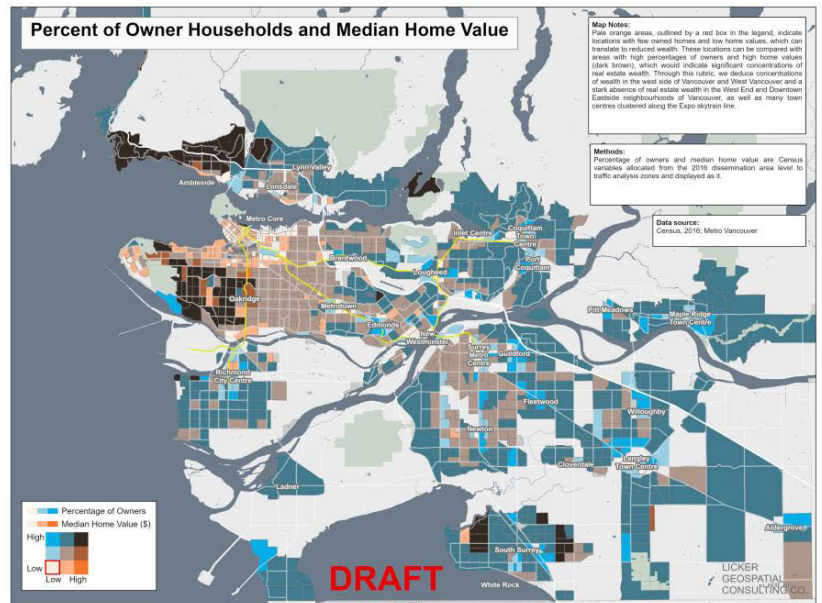 Percent of Owner Households and Median Home Value
Map Notes:
Pale orange areas, outlined by a red box in the legend, indicate
locations with few owned homes and low home values, which can
translate to reduced wealth. These locations can be compared with
areas with high percentages of owners and high home values
(dark brown), which would indicate significant concentrations of
real estate wealth. Through this rubric, we deduce concentrations
of wealth in the west side of Vancouver and West Vancouver and a
stark absence of real estate wealth in the West End and Downtown
Eastside neighbourhoods of Vancouver, as well as many town
centres clustered along the Expo skytrain line.
Methods:
Percentage of owners and median home value are Census
variables allocated from the 2016 dissemination area level to
traffic analysis zones and displayed as it.
Data source:
Census, 2016; Metro Vancouver
Lynn Valley
Ambleside
Lonsdale
Metro Core
Inlet Centre
Coquitlam
Town
Centre
Brentwood
Port
Coquitlam
Lougheed
Oakridge
Metrotown
Pitt Meadows
Maple Ridge
Town Centre
Edmonds
New
Westminster
Surrey
Metro
Centre
Guildford
Richmond
City Centre
Fleetwood
Willoughby
Newton
Cloverdale
Langley
Town Centre
Ladner
Aldergrove
South Surrey
White Rock
Percentage of Owners
Median Home Value ($)
High
Low
Low High
DRAFT
LICKER
GEOSPATIAL
CONSULTING CO.